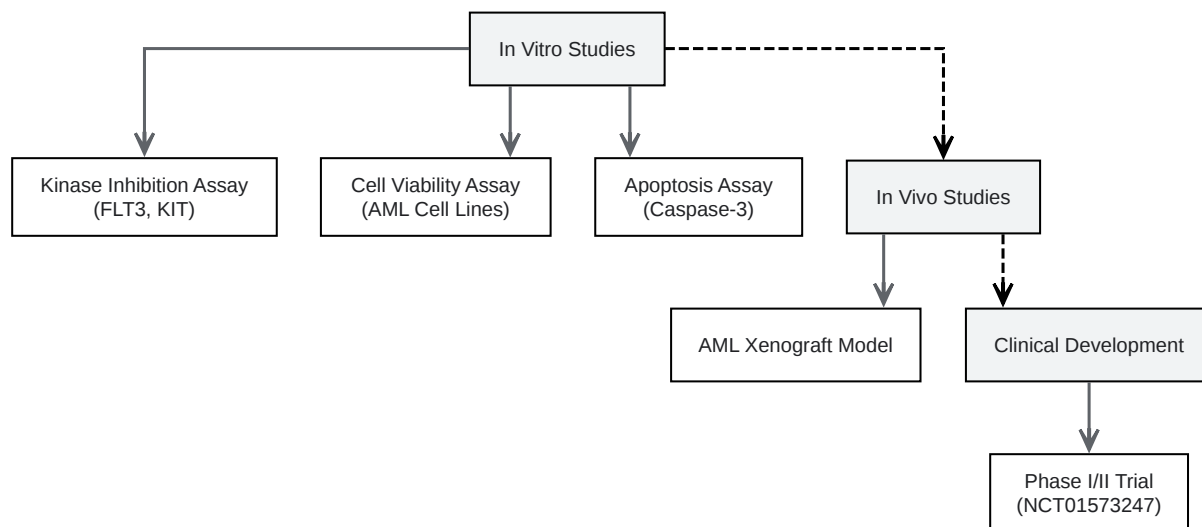 In Vitro Studies
Kinase Inhibition Assay
(FLT3, KIT)
Cell Viability Assay
(AML Cell Lines)
Apoptosis Assay
(Caspase-3)
In Vivo Studies
AML Xenograft Model
Clinical Development
Phase I/II Trial
(NCT01573247)